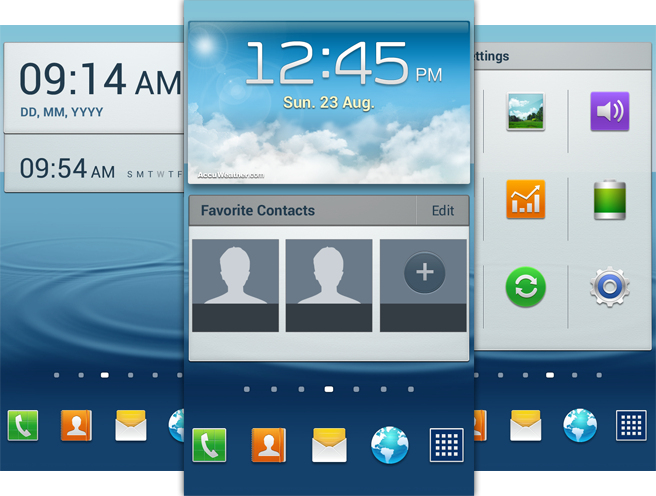 09:14 AM
DD, MM, YYYY
09:54 AM S M T W T F
12:45 PM
Sun. 23 Aug.
AccuWeather.com
Favorite Contacts Edit
ttings